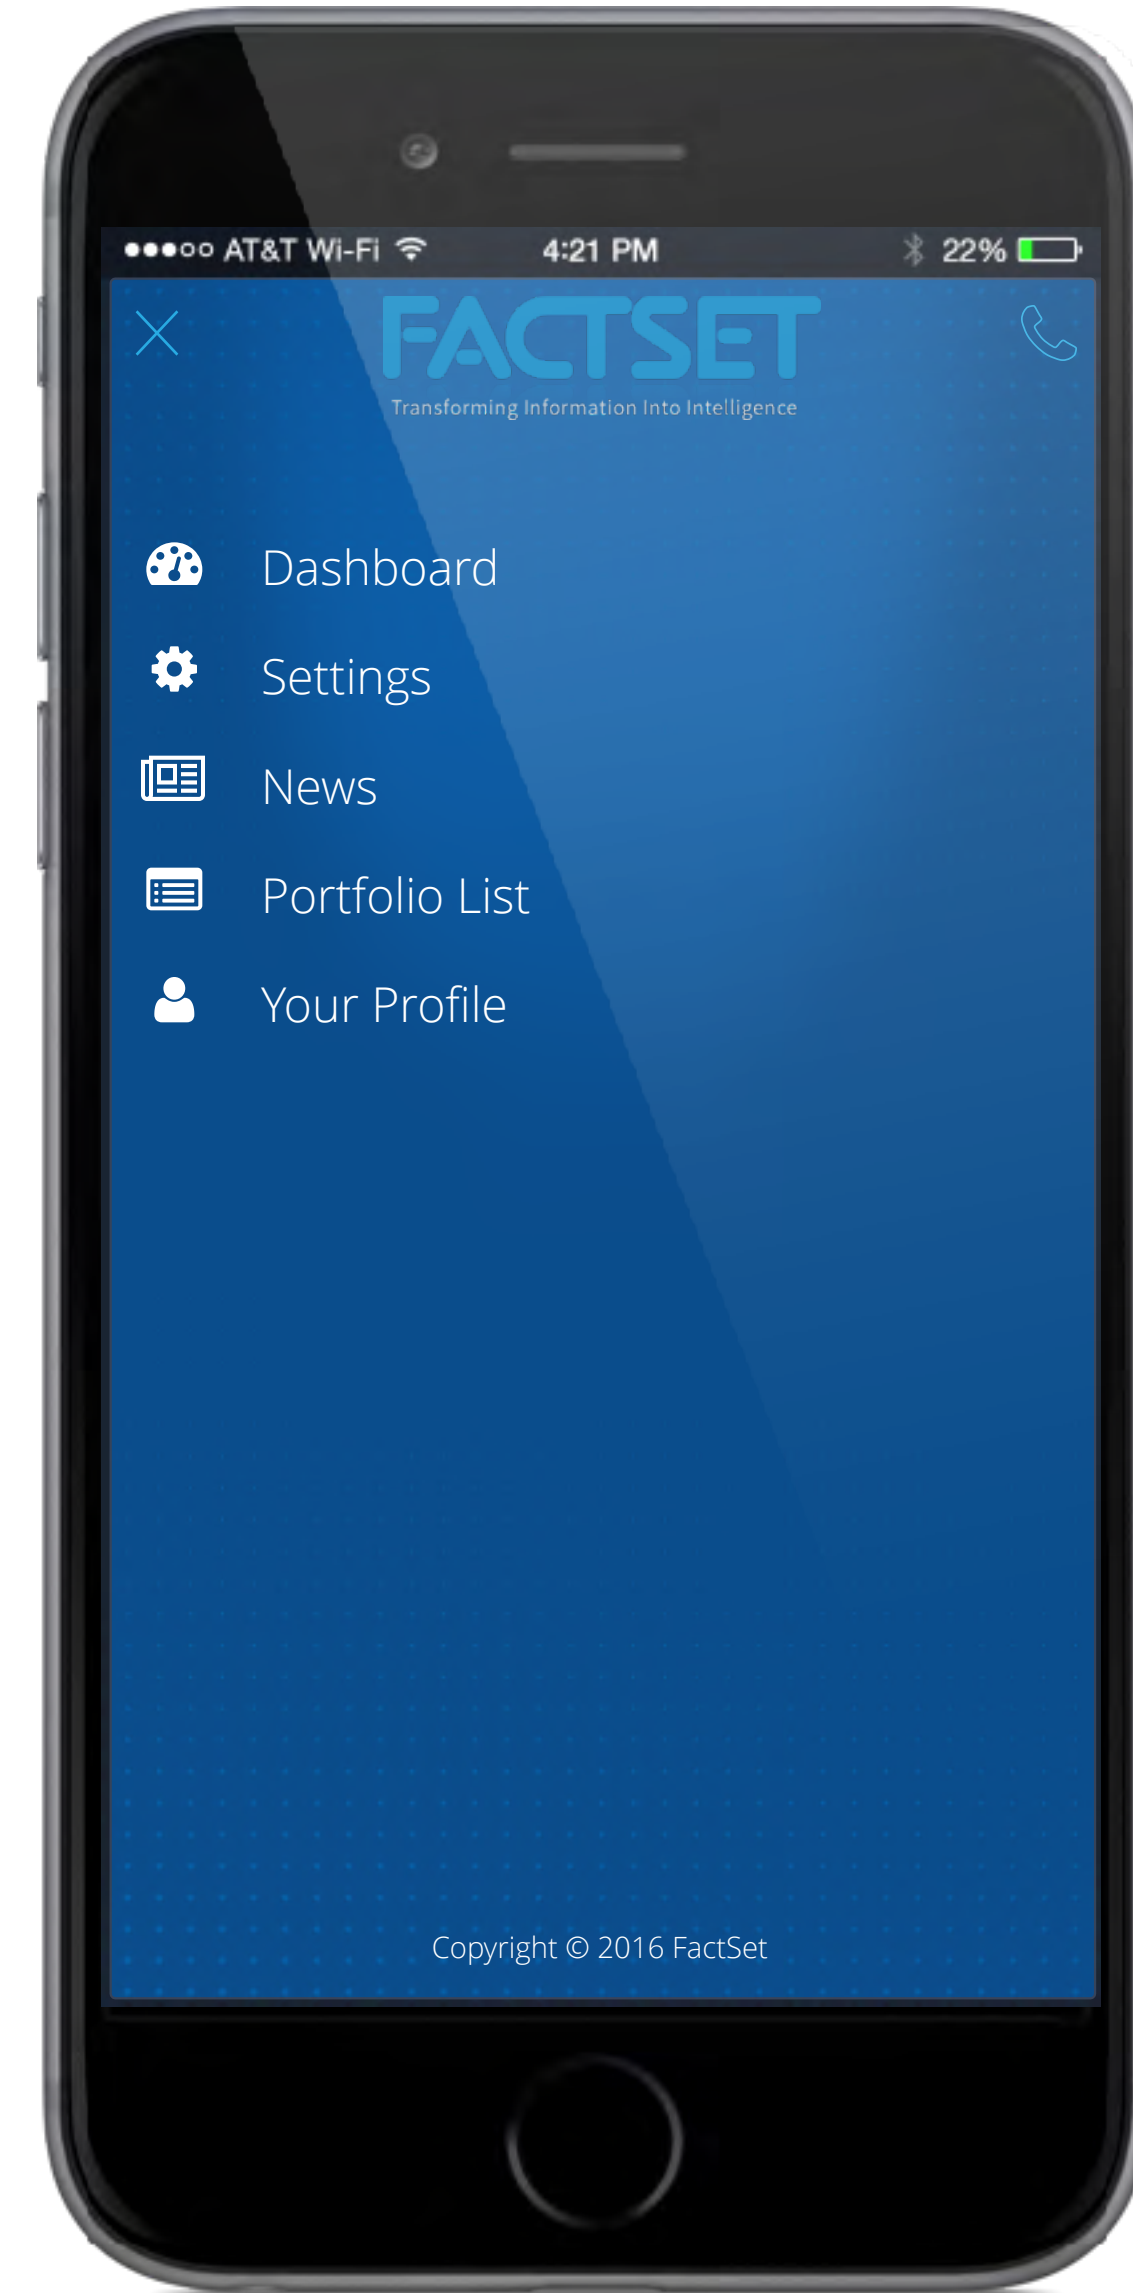 AT&T Wi-Fi 4:21 PM 22%
FACTSET
Transforming Information Into Intelligence
Dashboard
Settings
News
Portfolio List
Your Profile
Copyright © 2016 FactSet